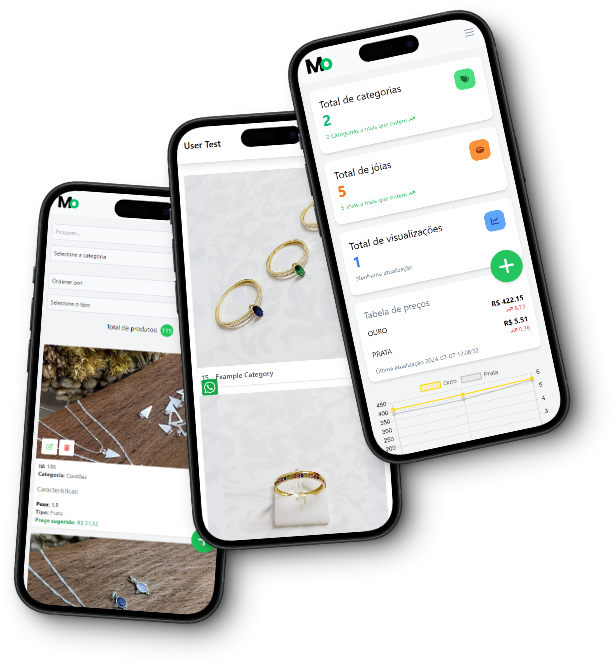 Mo
Procurar...
Selecione a categoria
Ordenar por
Selecione o tipo
Total de produtos
115
Id: 186
Categoria: Cordões
Características:
Peso: 3,9
Tipo: Prata
Preço sugerido: R$ 21,52
User Test
15 Example Category
Mo
Total de categorias
2
2 Categorias a mais que ontem
Total de jóias
5
5 Jóias a mais que ontem
Total de visualizações
1
Nenhuma atualização
Tabela de preços
OURO
R$ 422.15
8.73
PRATA
R$ 5.51
0.36
Última atualização 2024-07-07 13:08:52
Ouro
Prata
450
400
350
300
250
200
6
5
4
3